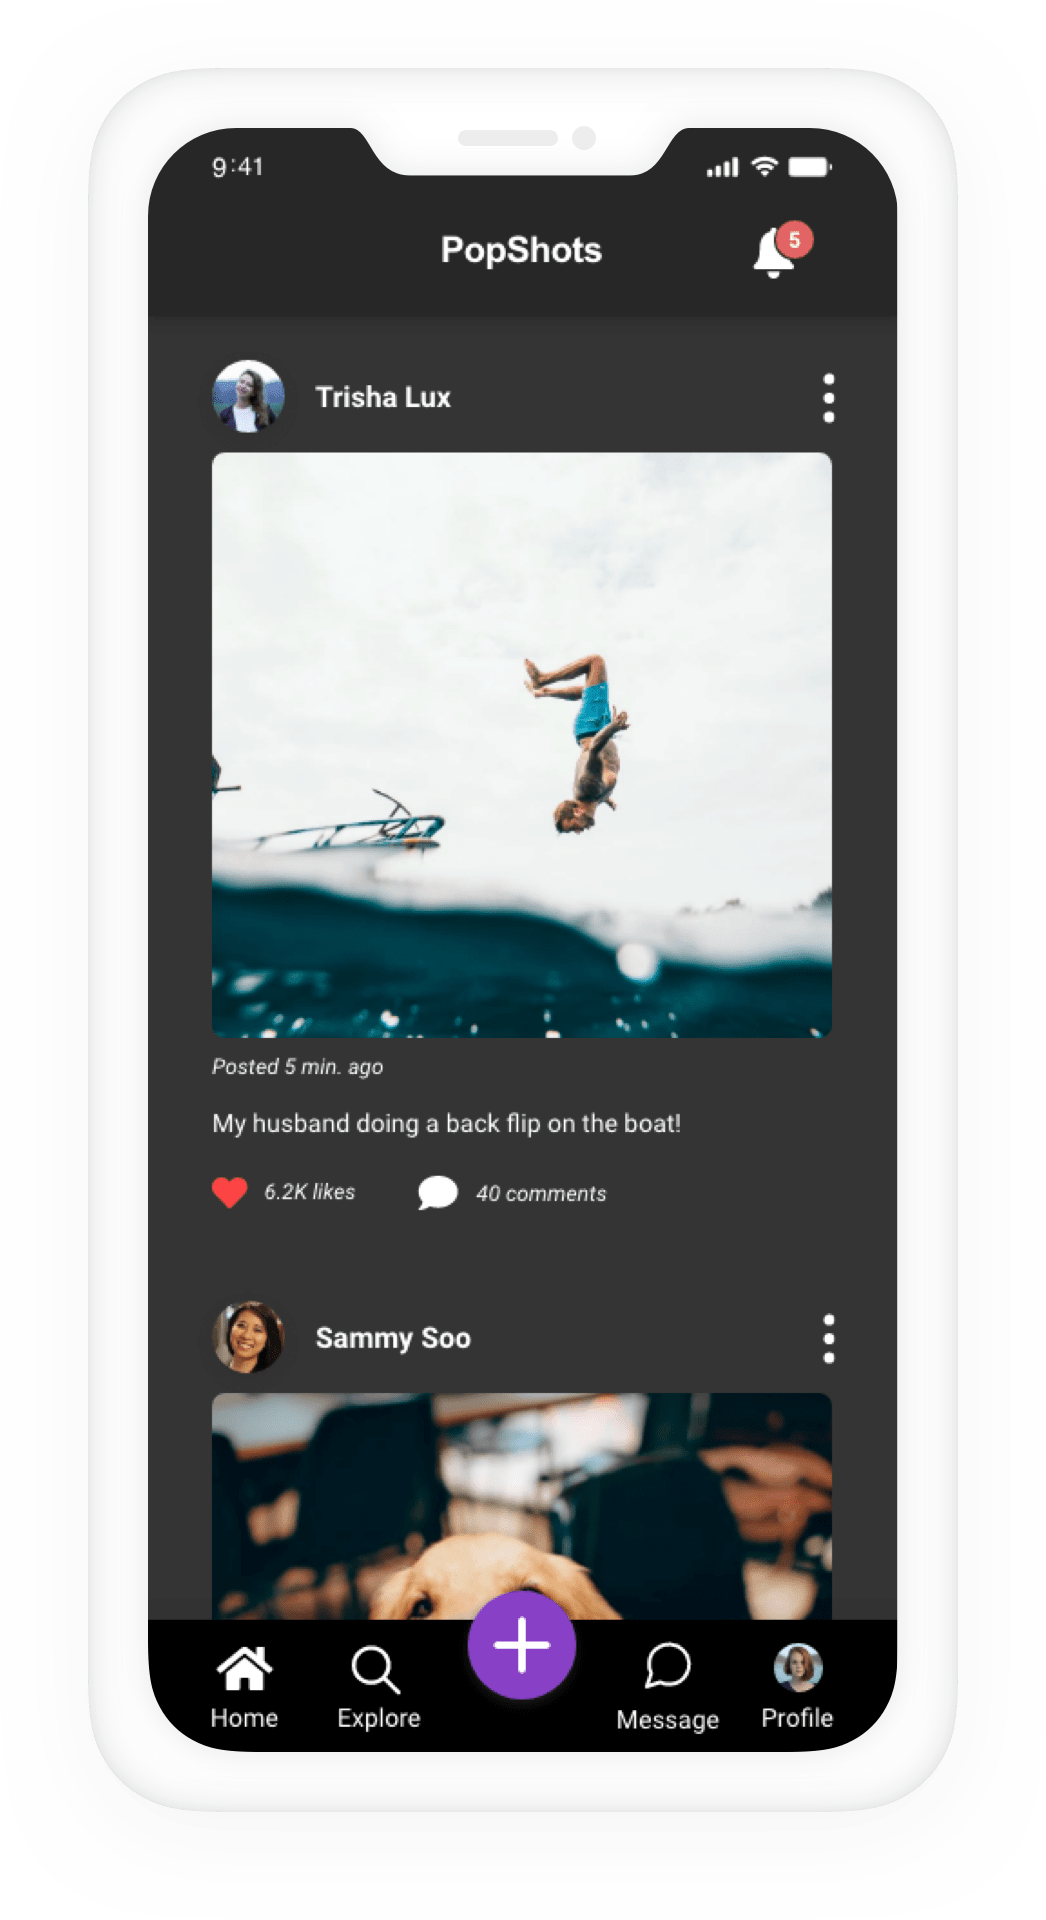 9:41
PopShots
5
Trisha Lux
Posted 5 min. ago
My husband doing a back flip on the boat!
6.2K likes
40 comments
Sammy Soo
Home
Explore
Message
Profile